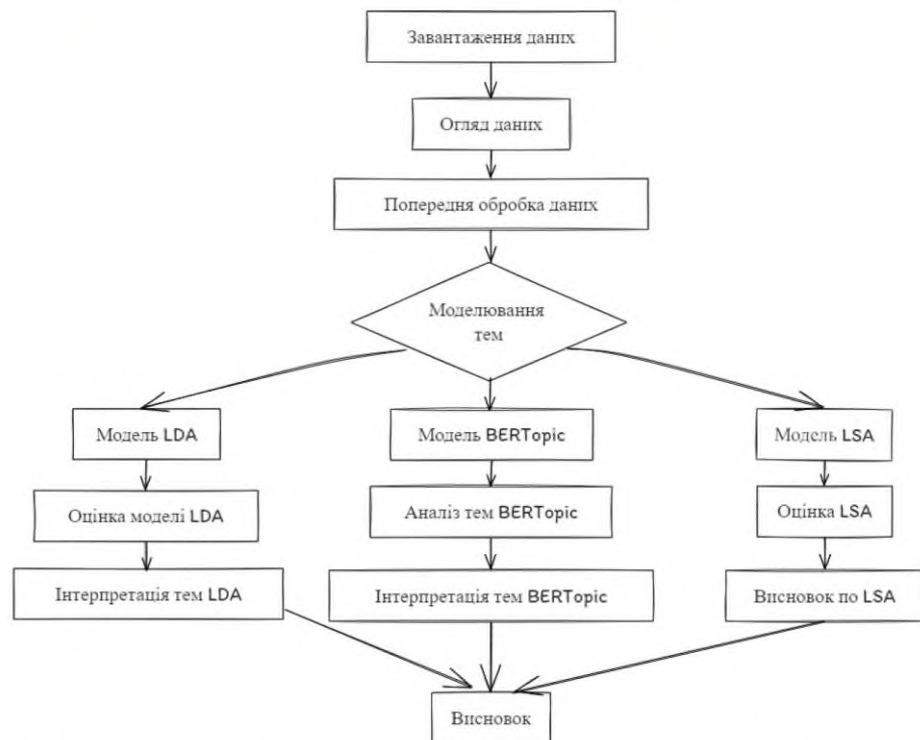 Завантаження даних
Огляд даних
Попередня обробка даних
Моделювання
тем
Модель LDA
Модель BERTopic
Модель LSA
Оцінка моделі LDA
Аналіз тем BERTopic
Оцінка LSA
Інтерпретація тем LDA
Інтерпретація тем BERTopic
Висновок по LSA
Висновок